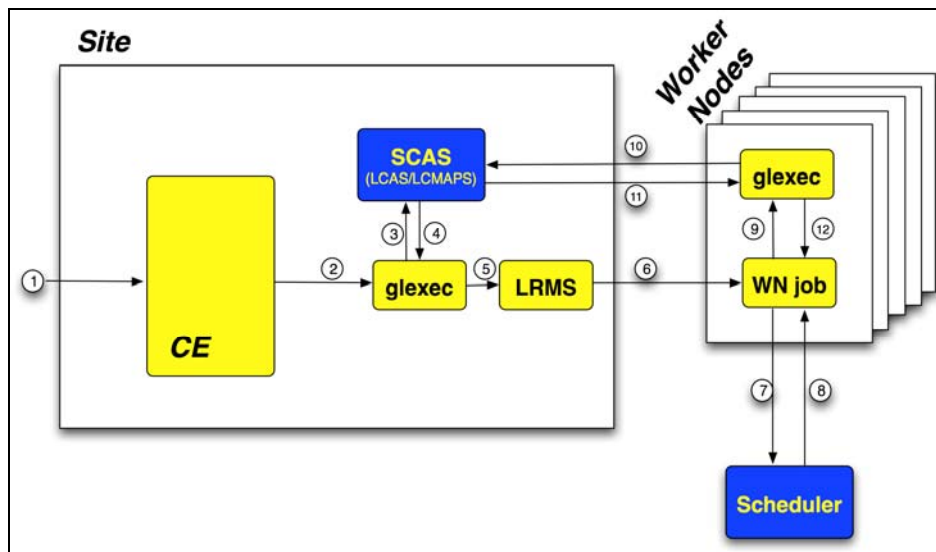 Site
Worker
Nodes
SCAS
(LCAS/LCMAPS)
10
11
glexec
3
4
9
12
1
2
glexec
5
LRMS
6
WN job
CE
7
8
Scheduler